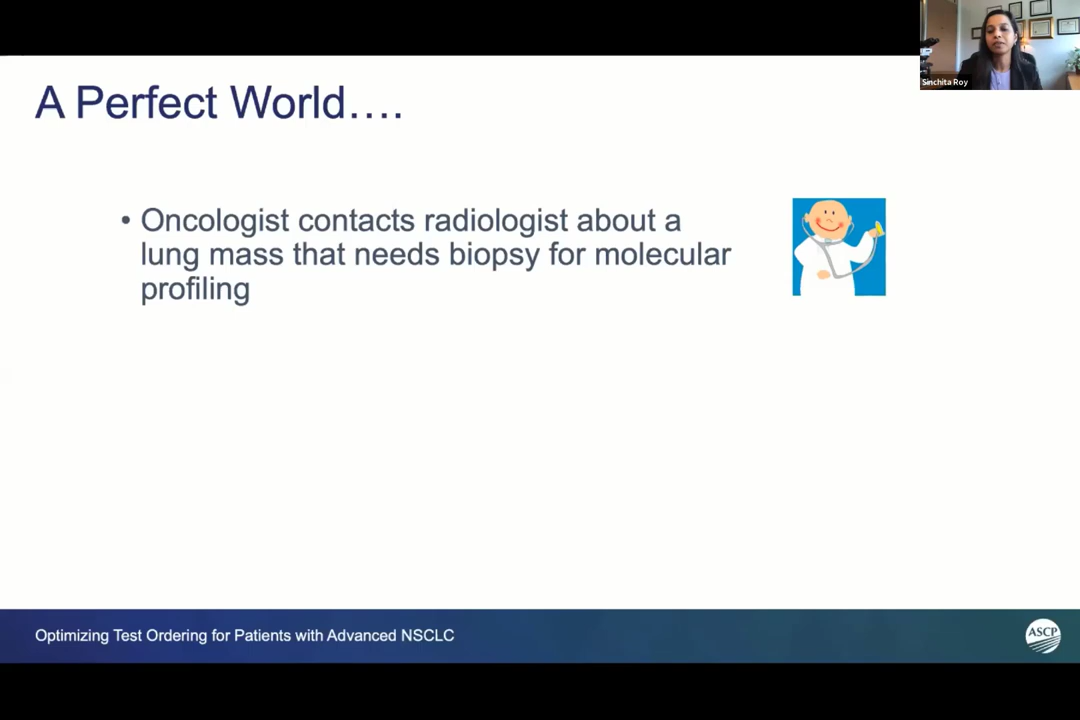 Sinchita Roy
A Perfect World….
• Oncologist contacts radiologist about a
lung mass that needs biopsy for molecular
profiling
Optimizing Test Ordering for Patients with Advanced NSCLC
ASCP